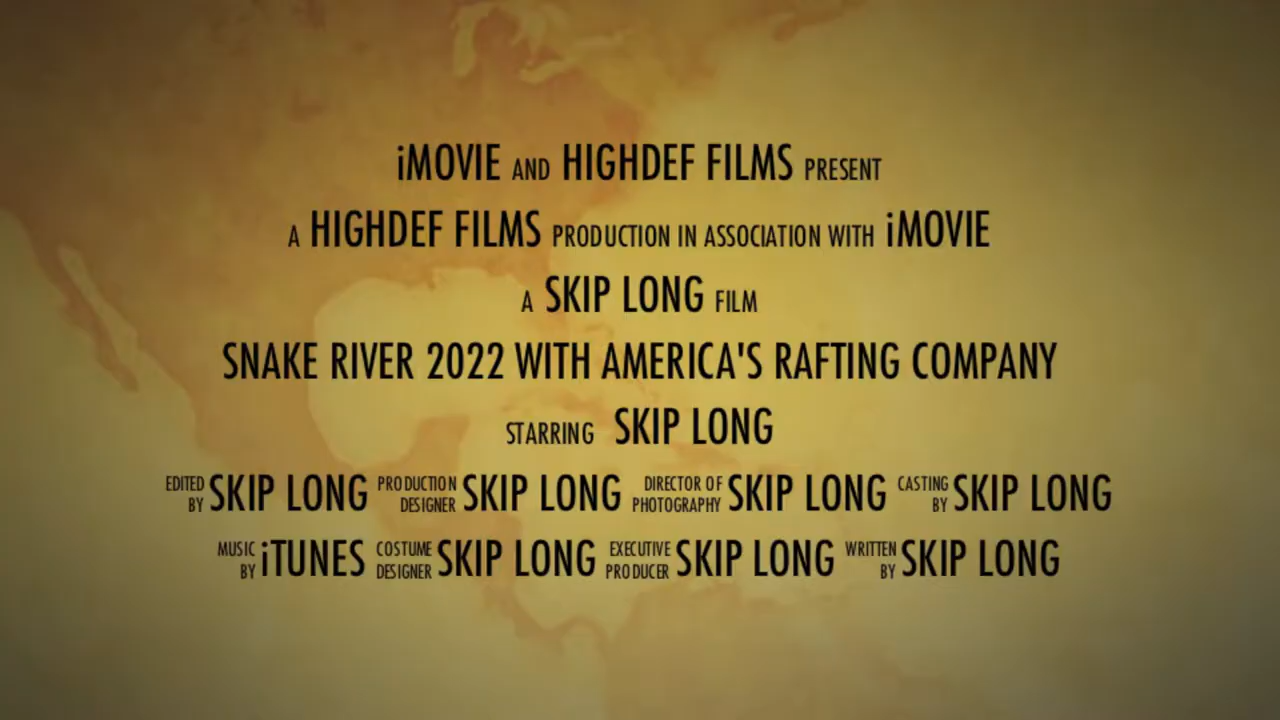 iMOVIE AND HIGHDEF FILMS PRESENT
A HIGHDEF FILMS PRODUCTION IN ASSOCIATION WITH iMOVIE
A SKIP LONG FILM
SNAKE RIVER 2022 WITH AMERICA'S RAFTING COMPANY
STARRING SKIP LONG
EDITED BY SKIP LONG PRODUCTION DESIGNER SKIP LONG DIRECTOR OF PHOTOGRAPHY SKIP LONG CASTING BY SKIP LONG
MUSIC BY iTUNES COSTUME DESIGNER SKIP LONG EXECUTIVE PRODUCER SKIP LONG WRITTEN BY SKIP LONG